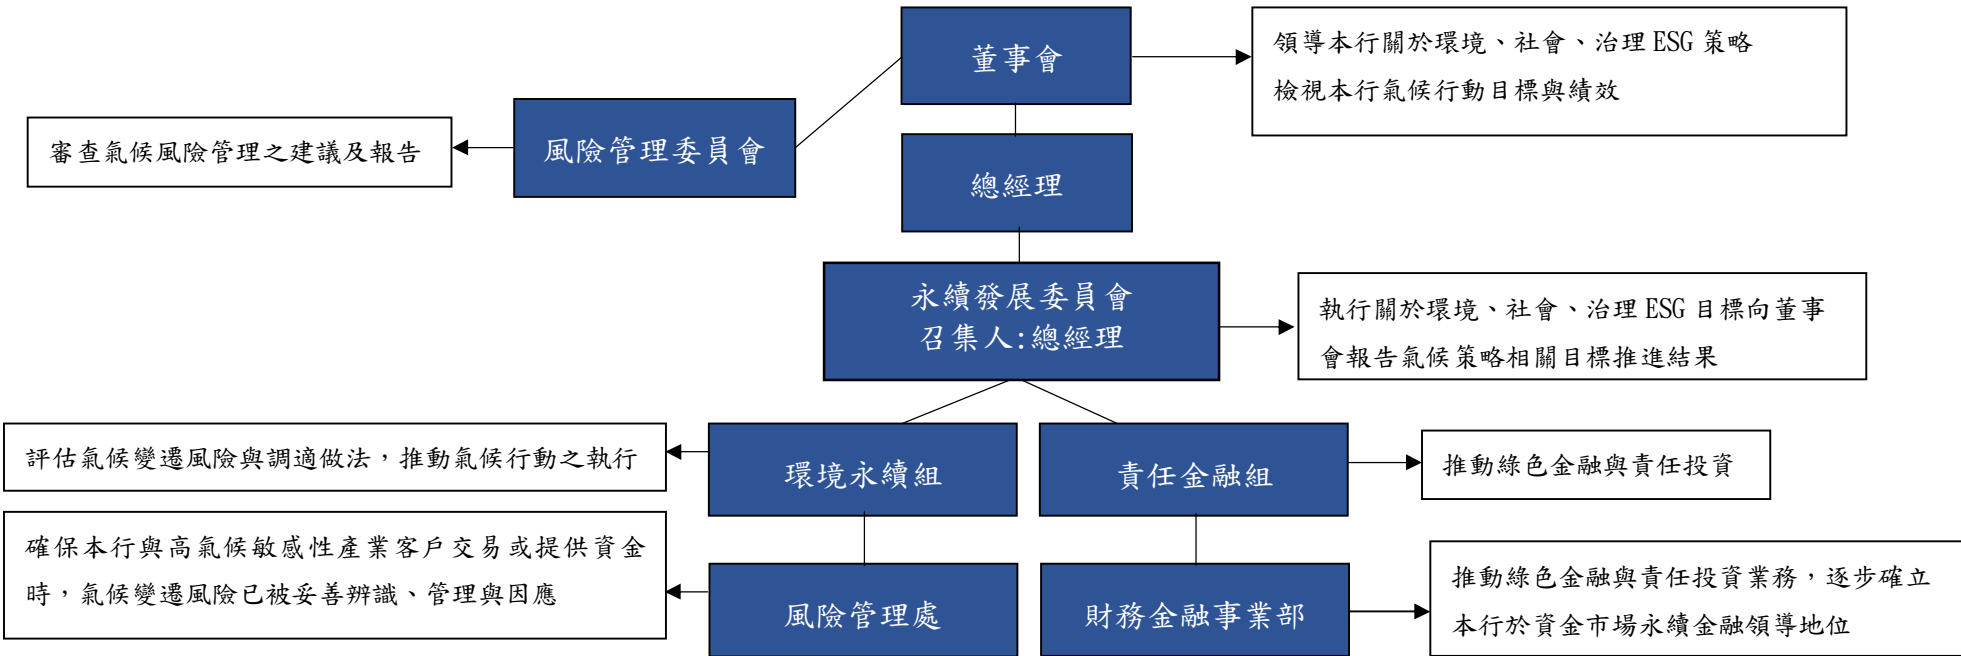 董事會
領導本行關於環境、社會、治理 ESG 策略
檢視本行氣候行動目標與績效
風險管理委員會
審查氣候風險管理之建議及報告
總經理
永續發展委員會
召集人:總經理
執行關於環境、社會、治理 ESG 目標向董事
會報告氣候策略相關目標推進結果
評估氣候變遷風險與調適做法，推動氣候行動之執行
環境永續組
責任金融組
推動綠色金融與責任投資
確保本行與高氣候敏感性產業客戶交易或提供資金
時，氣候變遷風險已被妥善辨識、管理與因應
風險管理處
財務金融事業部
推動綠色金融與責任投資業務，逐步確立
本行於資金市場永續金融領導地位